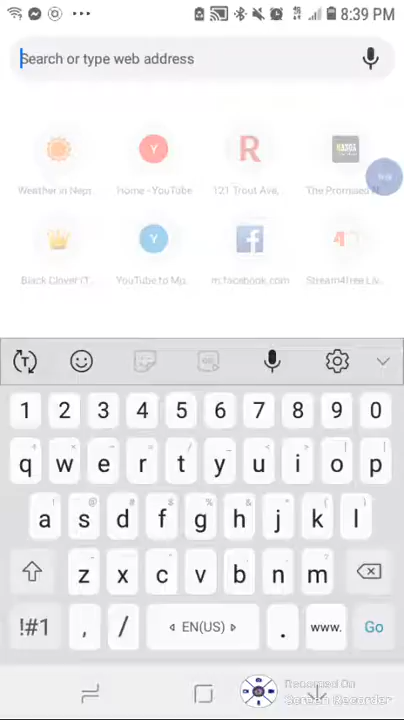 8:39 PM
Search or type web address
Y
R
Weather in Nep...
Home - YouTube
121 Trout Ave,
The Promised N
Y
Black Clover (T...
YouTube to Mp...
m.facebook.com
Stream4free Liv...
1 2 3 4 5 6 7 8 9 0
q w e r t y u i o p
a s d f g h j k l
z x c v b n m
!#1 , / EN(US) . www. Go
Recorded On
Screen Recorder